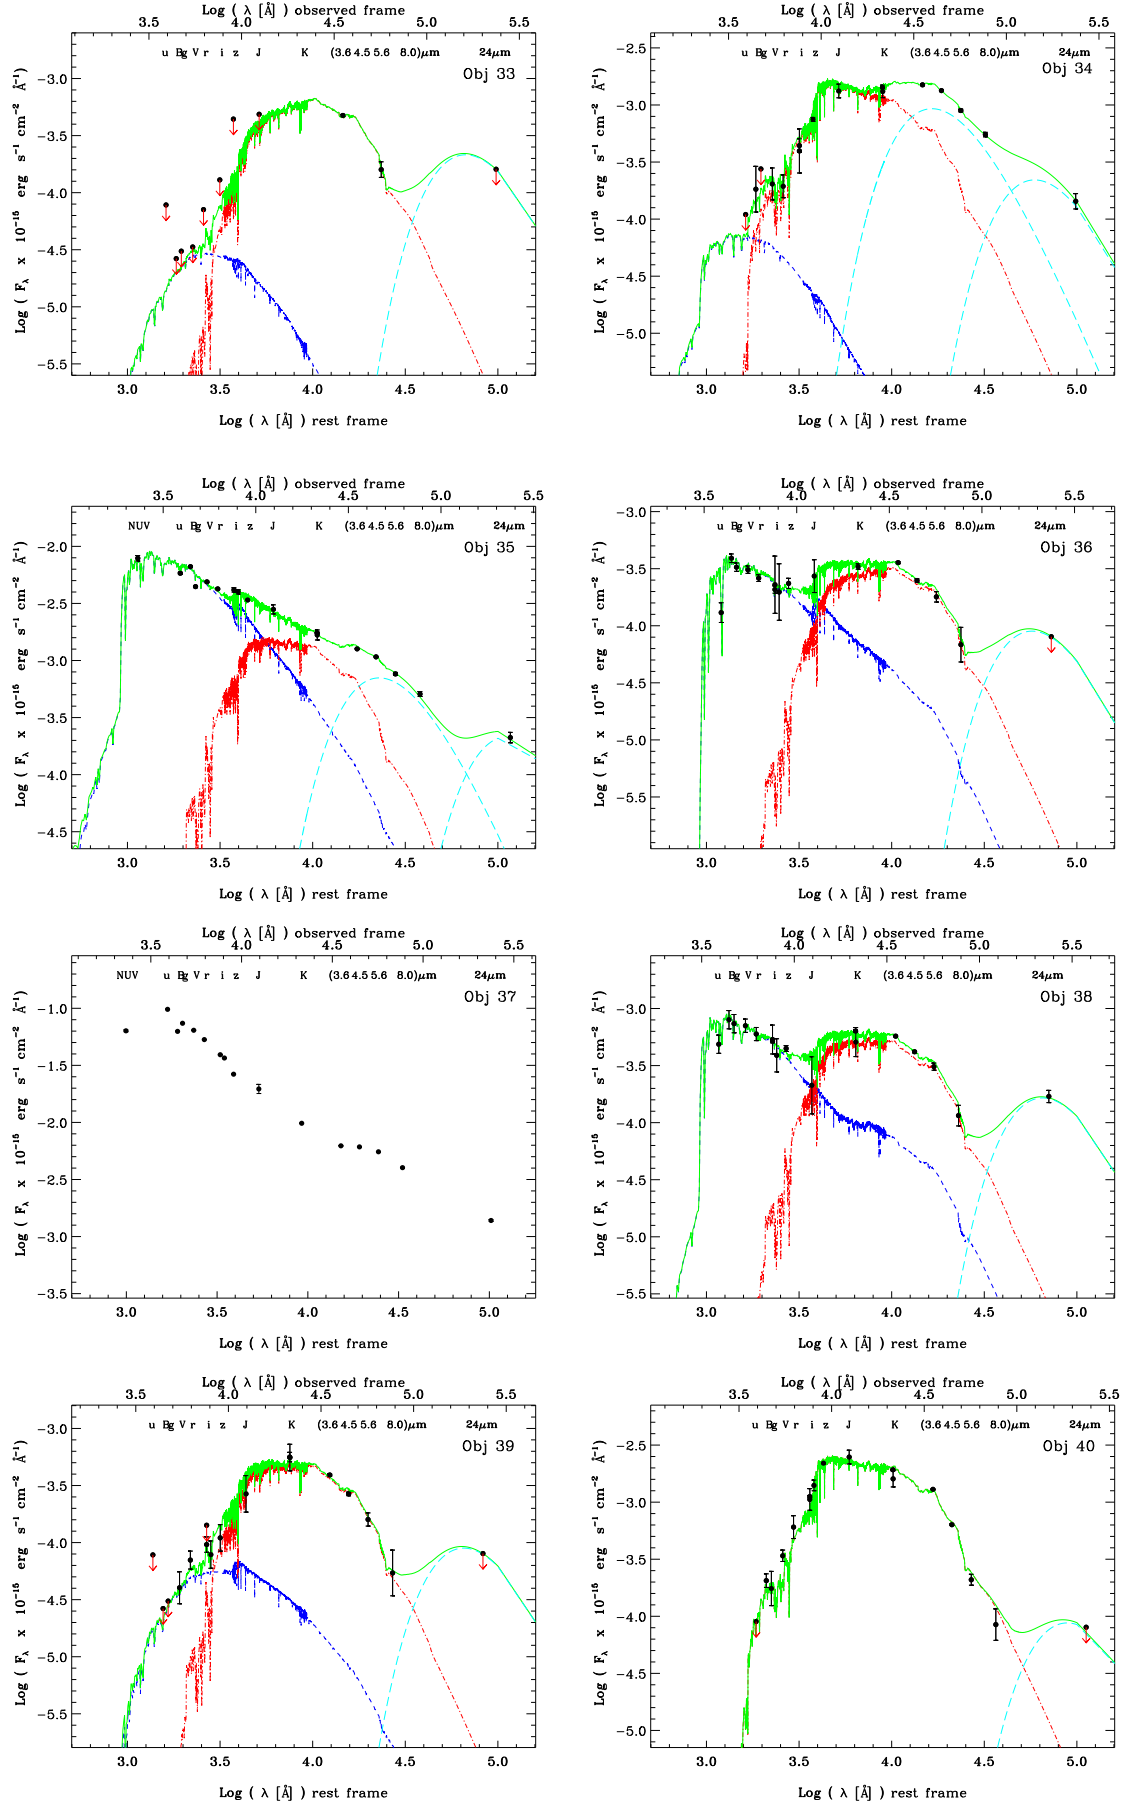 Log ( λ [Å] ) observed frame
Log ( λ [Å] ) observed frame
3.5 4.0 4.5 5.0
3.5 4.0 4.5 5.0 5.5
u Bg V r i z J K (3.6 4.5 5.6 8.0)μm 24μm
Obj 33
u Bg V r i z J K (3.6 4.5 5.6 8.0)μm 24μm
Obj 34
Log ( Fλ x 10⁻¹⁵ erg s⁻¹ cm⁻² Å⁻¹)
−3.0
−3.5
−4.0
−4.5
−5.0
−5.5
Log ( Fλ x 10⁻¹⁵ erg s⁻¹ cm⁻² Å⁻¹)
−2.5
−3.0
−3.5
−4.0
−4.5
−5.0
3.0 3.5 4.0 4.5 5.0
3.0 3.5 4.0 4.5 5.0
Log ( λ [Å] ) rest frame
Log ( λ [Å] ) rest frame
Log ( λ [Å] ) observed frame
Log ( λ [Å] ) observed frame
3.5 4.0 4.5 5.0 5.5
3.5 4.0 4.5 5.0 5.5
NUV u Bg V r i z J K (3.6 4.5 5.6 8.0)μm 24μm
Obj 35
u Bg V r i z J K (3.6 4.5 5.6 8.0)μm 24μm
Obj 36
Log ( Fλ x 10⁻¹⁵ erg s⁻¹ cm⁻² Å⁻¹)
−2.0
−2.5
−3.0
−3.5
−4.0
−4.5
Log ( Fλ x 10⁻¹⁵ erg s⁻¹ cm⁻² Å⁻¹)
−3.0
−3.5
−4.0
−4.5
−5.0
−5.5
3.0 3.5 4.0 4.5 5.0
3.0 3.5 4.0 4.5 5.0
Log ( λ [Å] ) rest frame
Log ( λ [Å] ) rest frame
Log ( λ [Å] ) observed frame
Log ( λ [Å] ) observed frame
3.5 4.0 4.5 5.0 5.5
3.5 4.0 4.5 5.0 5.5
NUV u Bg V r i z J K (3.6 4.5 5.6 8.0)μm 24μm
Obj 37
u Bg V r i z J K (3.6 4.5 5.6 8.0)μm 24μm
Obj 38
Log ( Fλ x 10⁻¹⁵ erg s⁻¹ cm⁻² Å⁻¹)
−1.0
−1.5
−2.0
−2.5
−3.0
−3.5
Log ( Fλ x 10⁻¹⁵ erg s⁻¹ cm⁻² Å⁻¹)
−3.0
−3.5
−4.0
−4.5
−5.0
−5.5
3.0 3.5 4.0 4.5 5.0
3.0 3.5 4.0 4.5 5.0
Log ( λ [Å] ) rest frame
Log ( λ [Å] ) rest frame
Log ( λ [Å] ) observed frame
Log ( λ [Å] ) observed frame
3.5 4.0 4.5 5.0 5.5
3.5 4.0 4.5 5.0 5.5
u Bg V r i z J K (3.6 4.5 5.6 8.0)μm 24μm
Obj 39
u Bg V r i z J K (3.6 4.5 5.6 8.0)μm 24μm
Obj 40
Log ( Fλ x 10⁻¹⁵ erg s⁻¹ cm⁻² Å⁻¹)
−3.0
−3.5
−4.0
−4.5
−5.0
−5.5
Log ( Fλ x 10⁻¹⁵ erg s⁻¹ cm⁻² Å⁻¹)
−2.5
−3.0
−3.5
−4.0
−4.5
−5.0
3.0 3.5 4.0 4.5 5.0
3.0 3.5 4.0 4.5 5.0
Log ( λ [Å] ) rest frame
Log ( λ [Å] ) rest frame